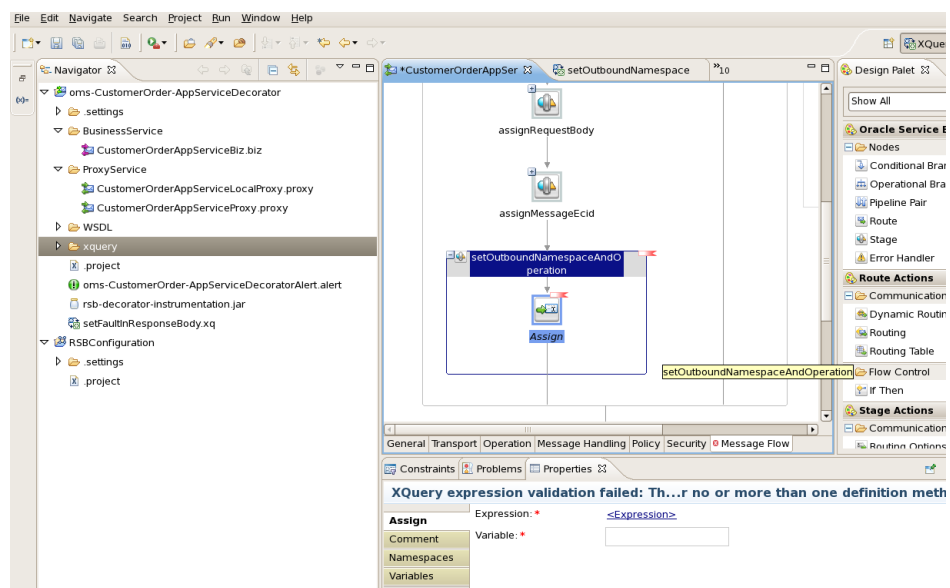 File Edit Navigate Search Project Run Window Help
XQue
Navigator
*CustomerOrderAppSer
setOutboundNamespace
»10
Design Palet
oms-CustomerOrder-AppServiceDecorator
.settings
BusinessService
CustomerOrderAppServiceBiz.biz
ProxyService
CustomerOrderAppServiceLocalProxy.proxy
CustomerOrderAppServiceProxy.proxy
WSDL
xquery
.project
oms-CustomerOrder-AppServiceDecoratorAlert.alert
rsb-decorator-instrumentation.jar
setFaultInResponseBody.xq
RSBConfiguration
.settings
.project
assignRequestBody
assignMessageEcid
setOutboundNamespaceAndO
peration
Assign
setOutboundNamespaceAndOperation
Show All
Oracle Service B
Nodes
Conditional Bran
Operational Bra
Pipeline Pair
Route
Stage
Error Handler
Route Actions
Communication
Dynamic Routin
Routing
Routing Table
Flow Control
If Then
Stage Actions
Communication
Routing Options
General Transport Operation Message Handling Policy Security Message Flow
Constraints Problems Properties
XQuery expression validation failed: Th...r no or more than one definition meth
Assign
Comment
Namespaces
Variables
Expression: * <Expression>
Variable: *